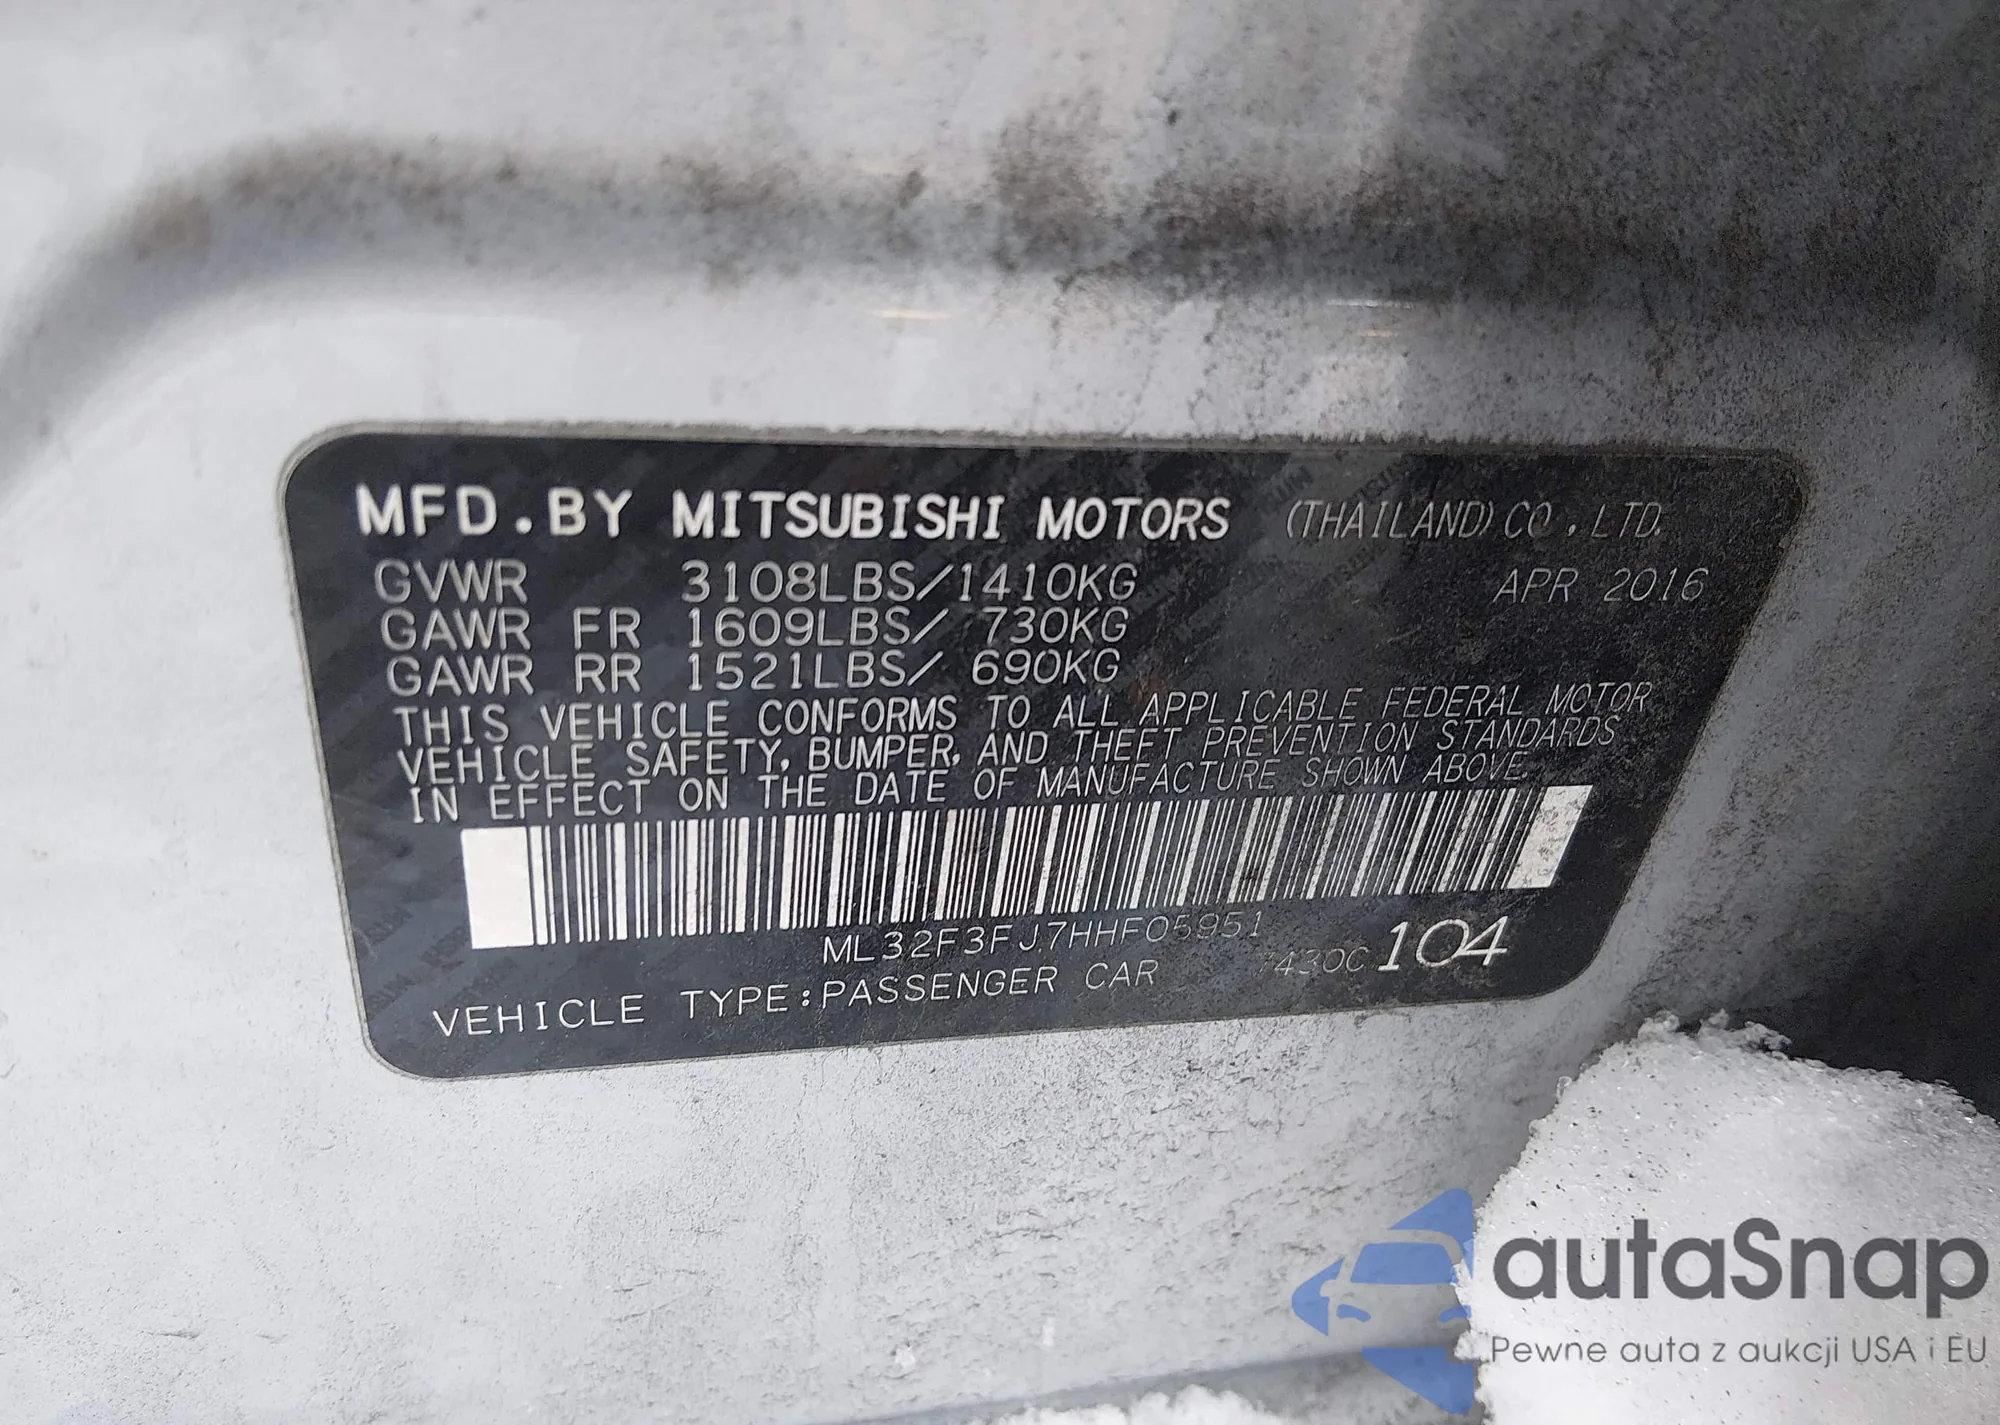 MFD.BY MITSUBISHI MOTORS (THAILAND) CO.,LTD.
GVWR 3108LBS/1410KG APR 2016
GAWR FR 1609LBS/ 730KG
GAWR RR 1521LBS/ 690KG
THIS VEHICLE CONFORMS TO ALL APPLICABLE FEDERAL MOTOR
VEHICLE SAFETY, BUMPER, AND THEFT PREVENTION STANDARDS
IN EFFECT ON THE DATE OF MANUFACTURE SHOWN ABOVE.
ML32F3FJ7HHF05951
VEHICLE TYPE:PASSENGER CAR 104
autaSnap
Pewne auta z aukcji USA i EU